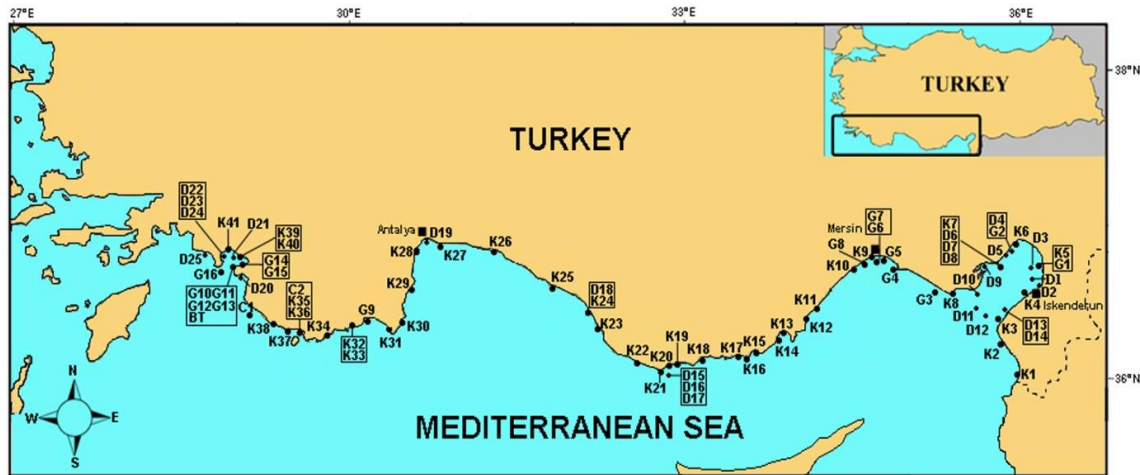 27°E
30°E
33°E
36°E
38°N
TURKEY
TURKEY
D22
D23
D24
K41
D21
K39
K40
D25
G16
G14
G15
D20
G10G11
G12G13
BT
C1
C2
K35
K36
K38
K37
K34
G9
K32
K33
K31
K30
K29
K28
Antalya
D19
K27
K26
K25
D18
K24
K23
K22
K21
K20
K19
D15
D16
D17
K18
K17
K16
K15
K14
K13
K12
K11
K10
G8
Mersin
G7
G6
G5
G4
G3
K8
K7
D6
D7
D8
D10
D9
D5
D4
G2
K6
D3
K5
G1
D1
D2
K4
Iskenderun
D11
D12
K3
D13
D14
K2
K1
36°N
N
W
E
S
MEDITERRANEAN SEA